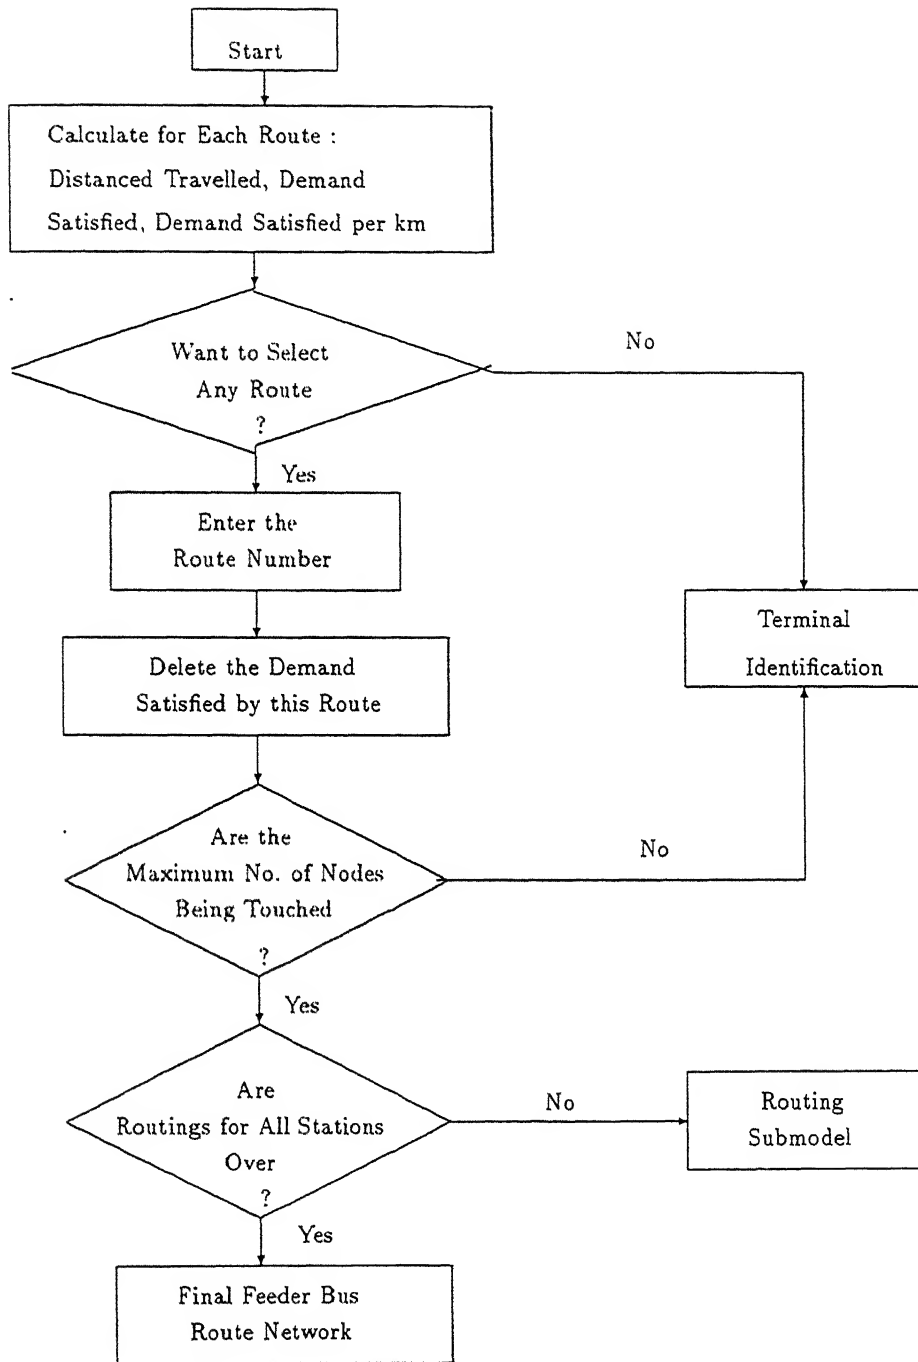 Start
Calculate for Each Route :
Distanced Travelled, Demand
Satisfied, Demand Satisfied per km
Want to Select
Any Route
?
No
Yes
Enter the
Route Number
Terminal
Identification
Delete the Demand
Satisfied by this Route
Are the
Maximum No. of Nodes
Being Touched
?
No
Yes
Are
Routings for All Stations
Over
?
No
Routing
Submodel
Yes
Final Feeder Bus
Route Network